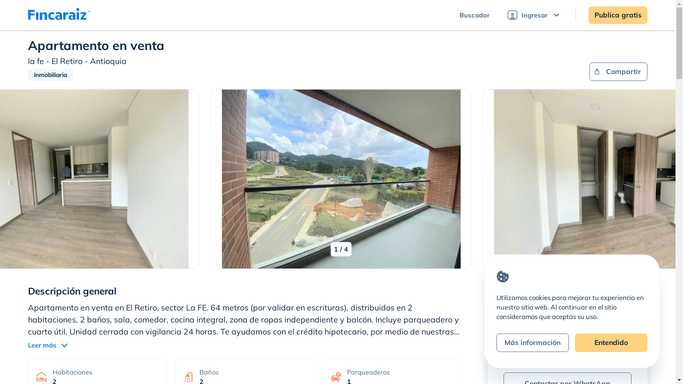 Fincaraiz
Buscador
Ingresar
Publica gratis
Apartamento en venta
la fe - El Retiro - Antioquia
Inmobiliaria
Compartir
1 / 4
Descripción general
Apartamento en venta en El Retiro, sector La FE. 64 metros (por validar en escrituras), distribuidos en 2
habitaciones, 2 baños, sala, comedor, cocina integral, zona de ropas independiente y balcón. Incluye parqueadero y
cuarto útil. Unidad cerrada con vigilancia 24 horas. Te ayudamos con el crédito hipotecario, por medio de nuestras...
Leer más
Habitaciones
2
Baños
2
Parqueaderos
1
Utilizamos cookies para mejorar tu experiencia en
nuestro sitio web. Al continuar en el sitio
consideramos que aceptas su uso.
Más información
Entendido
Contactar por WhatsApp